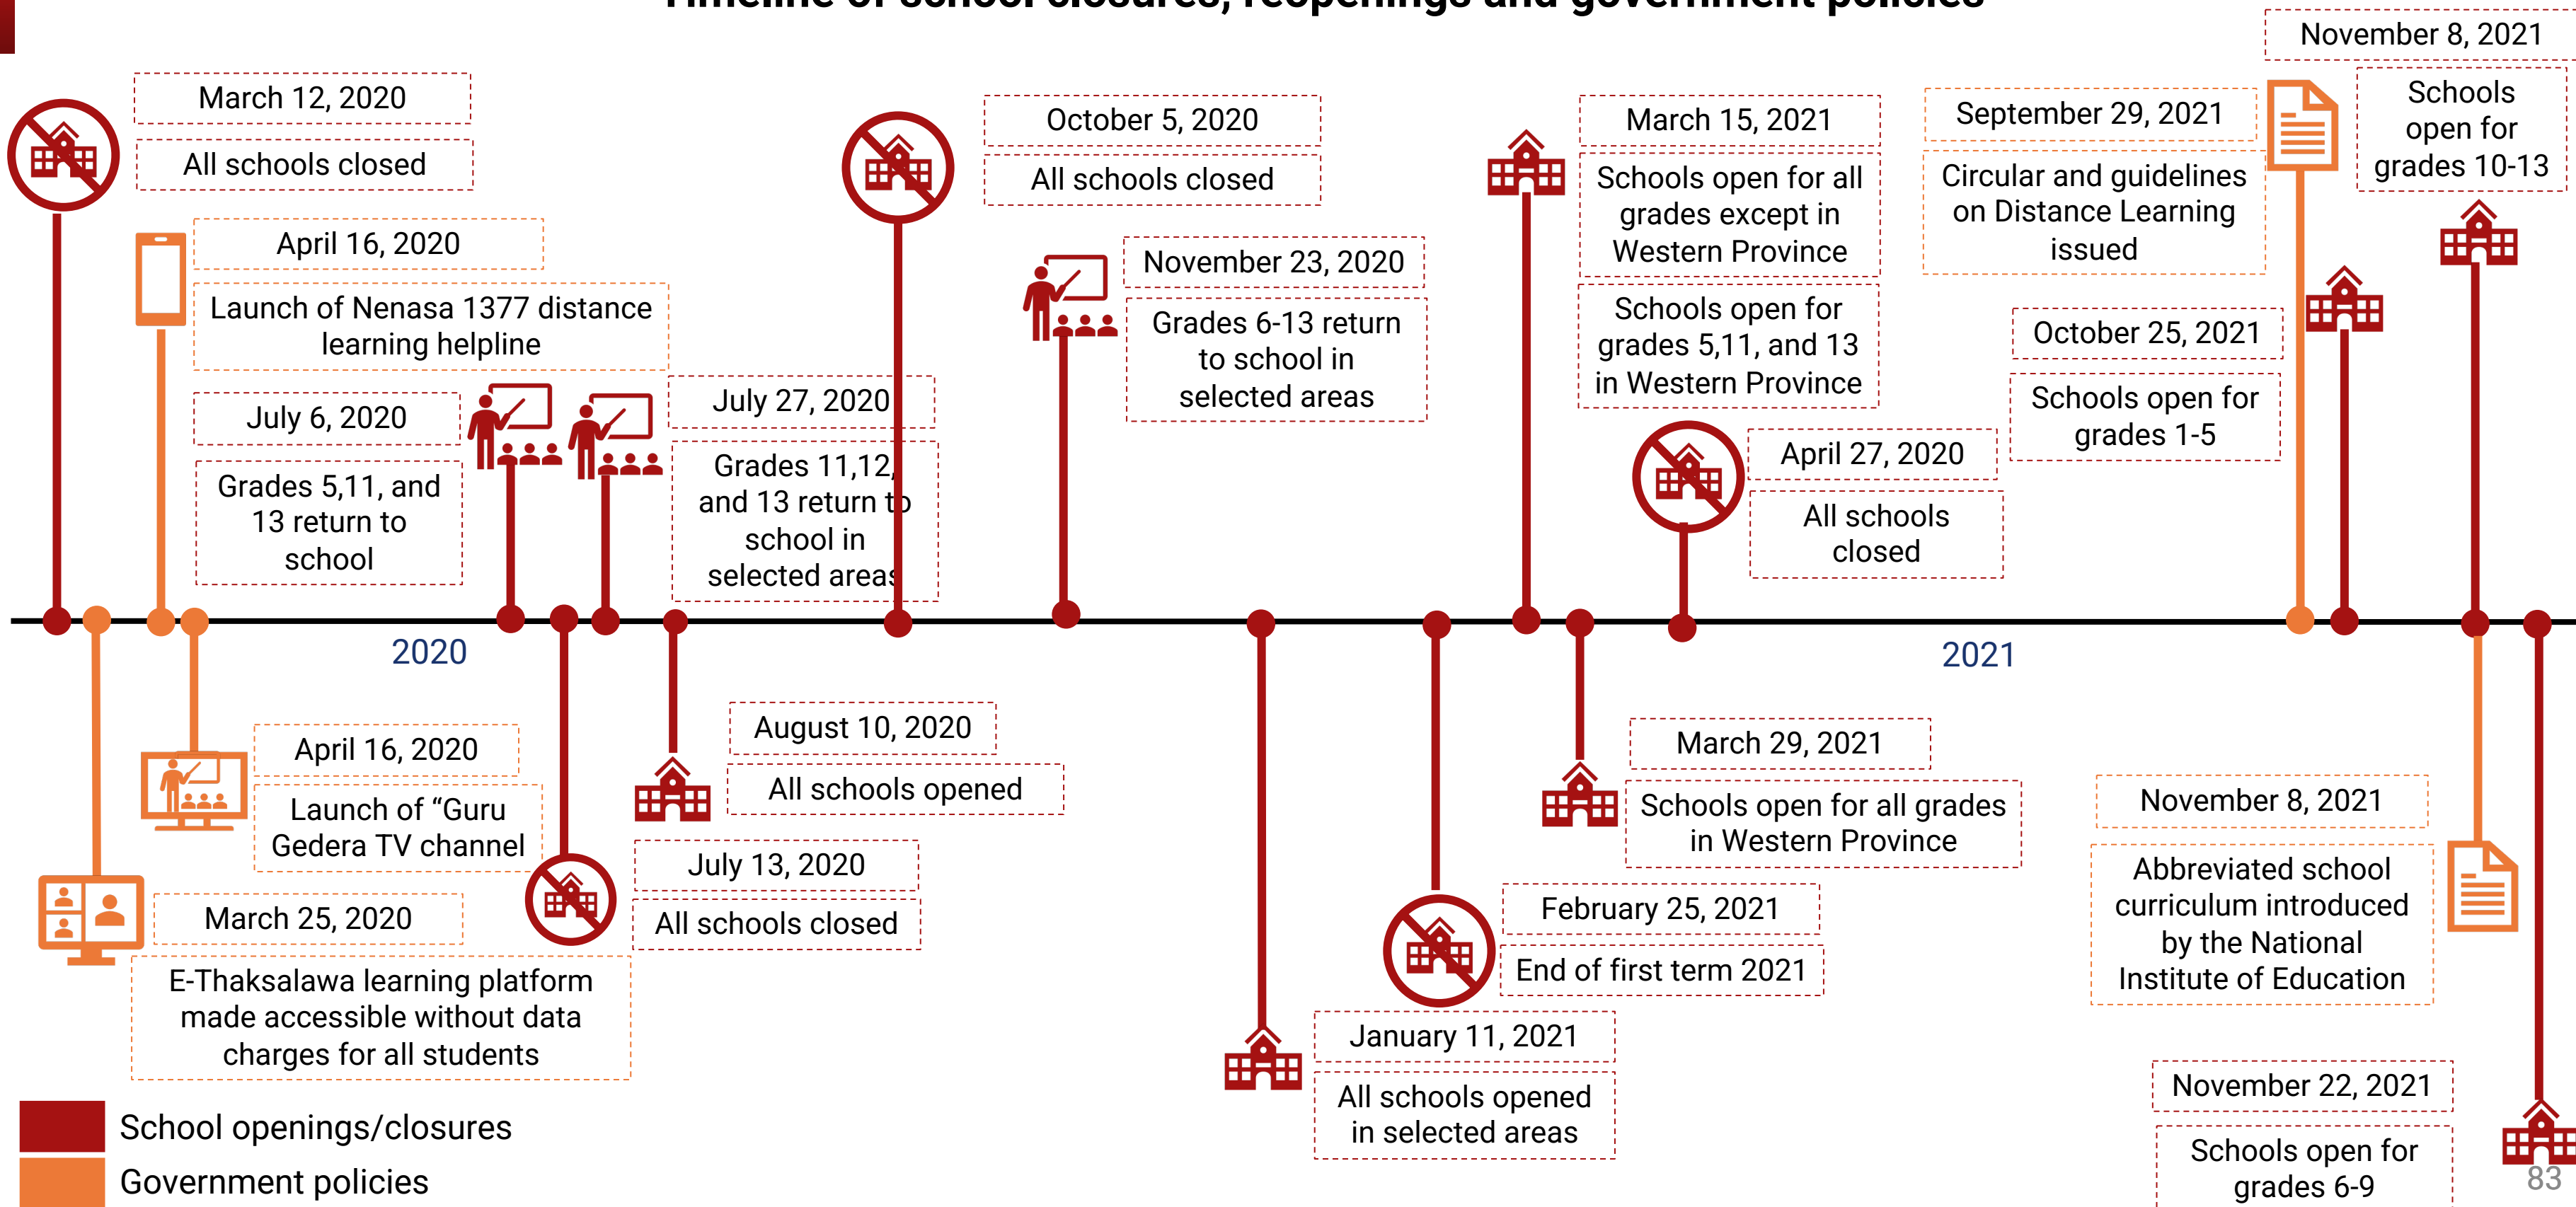 Timeline of school closures, reopenings and government policies
March 12, 2020
All schools closed
April 16, 2020
Launch of Nenasa 1377 distance
learning helpline
July 6, 2020
Grades 5,11, and
13 return to
school
July 27, 2020
Grades 11,12,
and 13 return to
school in
selected areas
October 5, 2020
All schools closed
November 23, 2020
Grades 6-13 return
to school in
selected areas
March 15, 2021
Schools open for all
grades except in
Western Province
Schools open for
grades 5,11, and 13
in Western Province
April 27, 2020
All schools
closed
September 29, 2021
Circular and guidelines
on Distance Learning
issued
October 25, 2021
Schools open for
grades 1-5
November 8, 2021
Schools
open for
grades 10-13
2020
2021
April 16, 2020
Launch of “Guru
Gedera TV channel
March 25, 2020
E-Thaksalawa learning platform
made accessible without data
charges for all students
August 10, 2020
All schools opened
July 13, 2020
All schools closed
March 29, 2021
Schools open for all grades
in Western Province
February 25, 2021
End of first term 2021
January 11, 2021
All schools opened
in selected areas
November 8, 2021
Abbreviated school
curriculum introduced
by the National
Institute of Education
November 22, 2021
Schools open for
grades 6-9
School openings/closures
Government policies
83